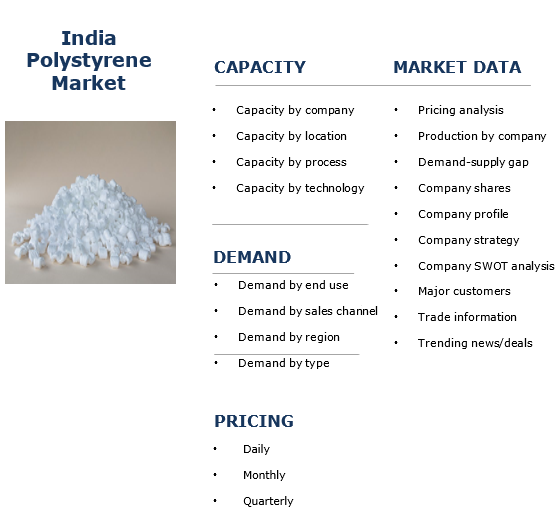 India
Polystyrene
Market
CAPACITY
• Capacity by company
• Capacity by location
• Capacity by process
• Capacity by technology
DEMAND
• Demand by end use
• Demand by sales channel
• Demand by region
• Demand by type
PRICING
• Daily
• Monthly
• Quarterly
MARKET DATA
• Pricing analysis
• Production by company
• Demand-supply gap
• Company shares
• Company profile
• Company strategy
• Company SWOT analysis
• Major customers
• Trade information
• Trending news/deals